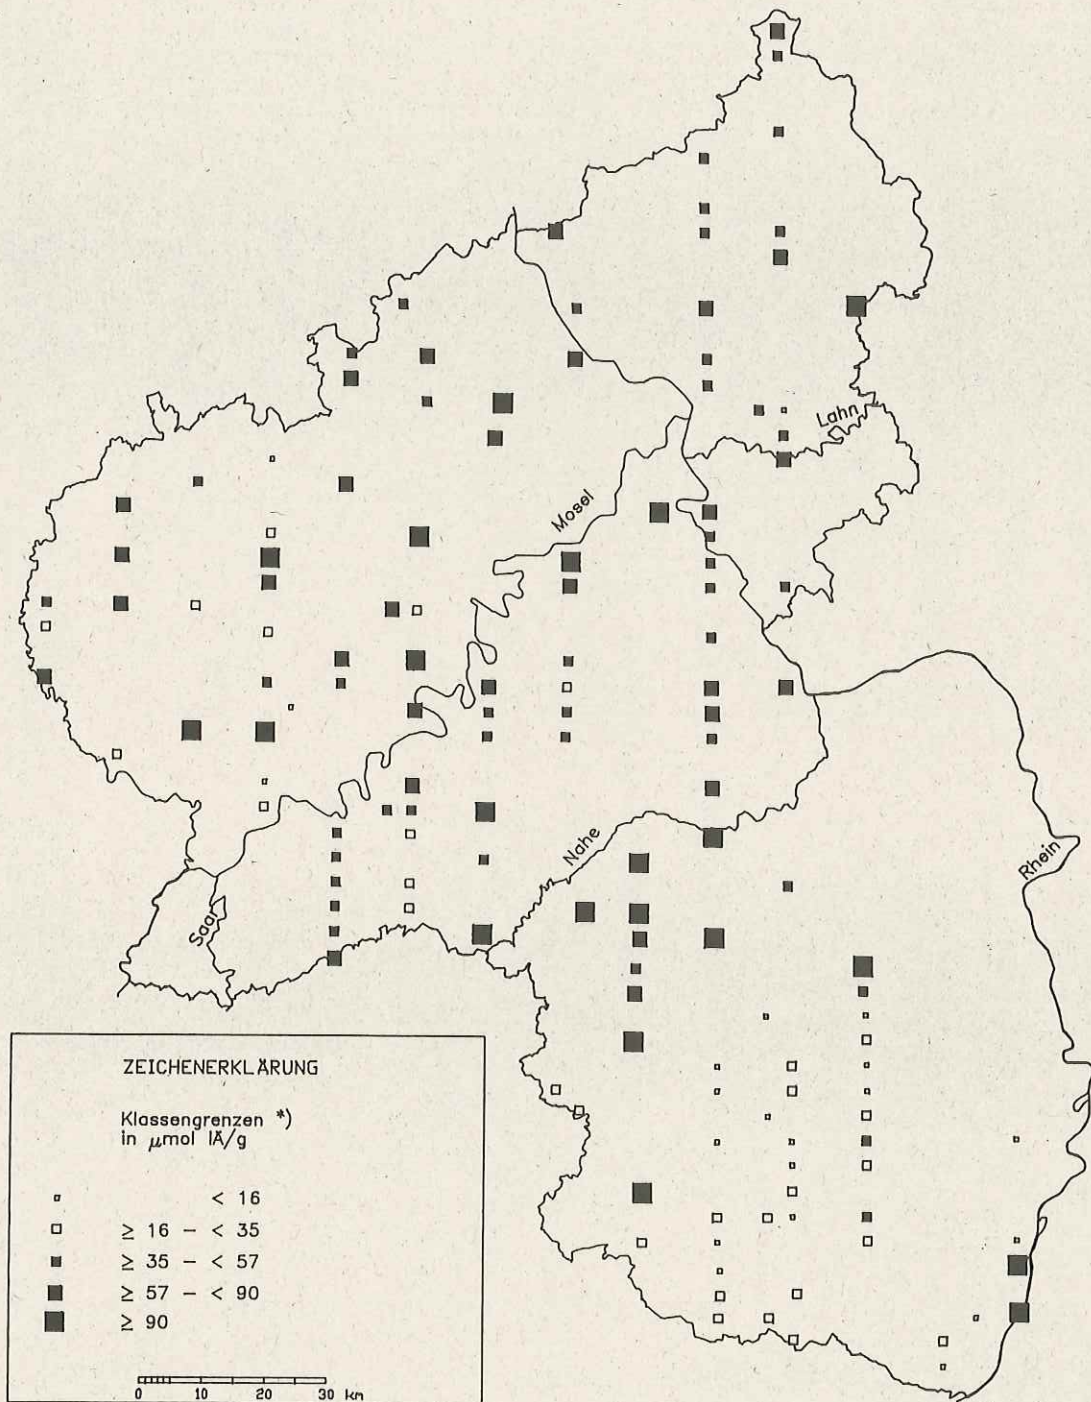 Lahn
Mosel
Nahe
Rhein
Saar
ZEICHENERKLÄRUNG
Klassengrenzen *)
in µmol IÄ/g
< 16
≥ 16 – < 35
≥ 35 – < 57
≥ 57 – < 90
≥ 90
0 10 20 30 km